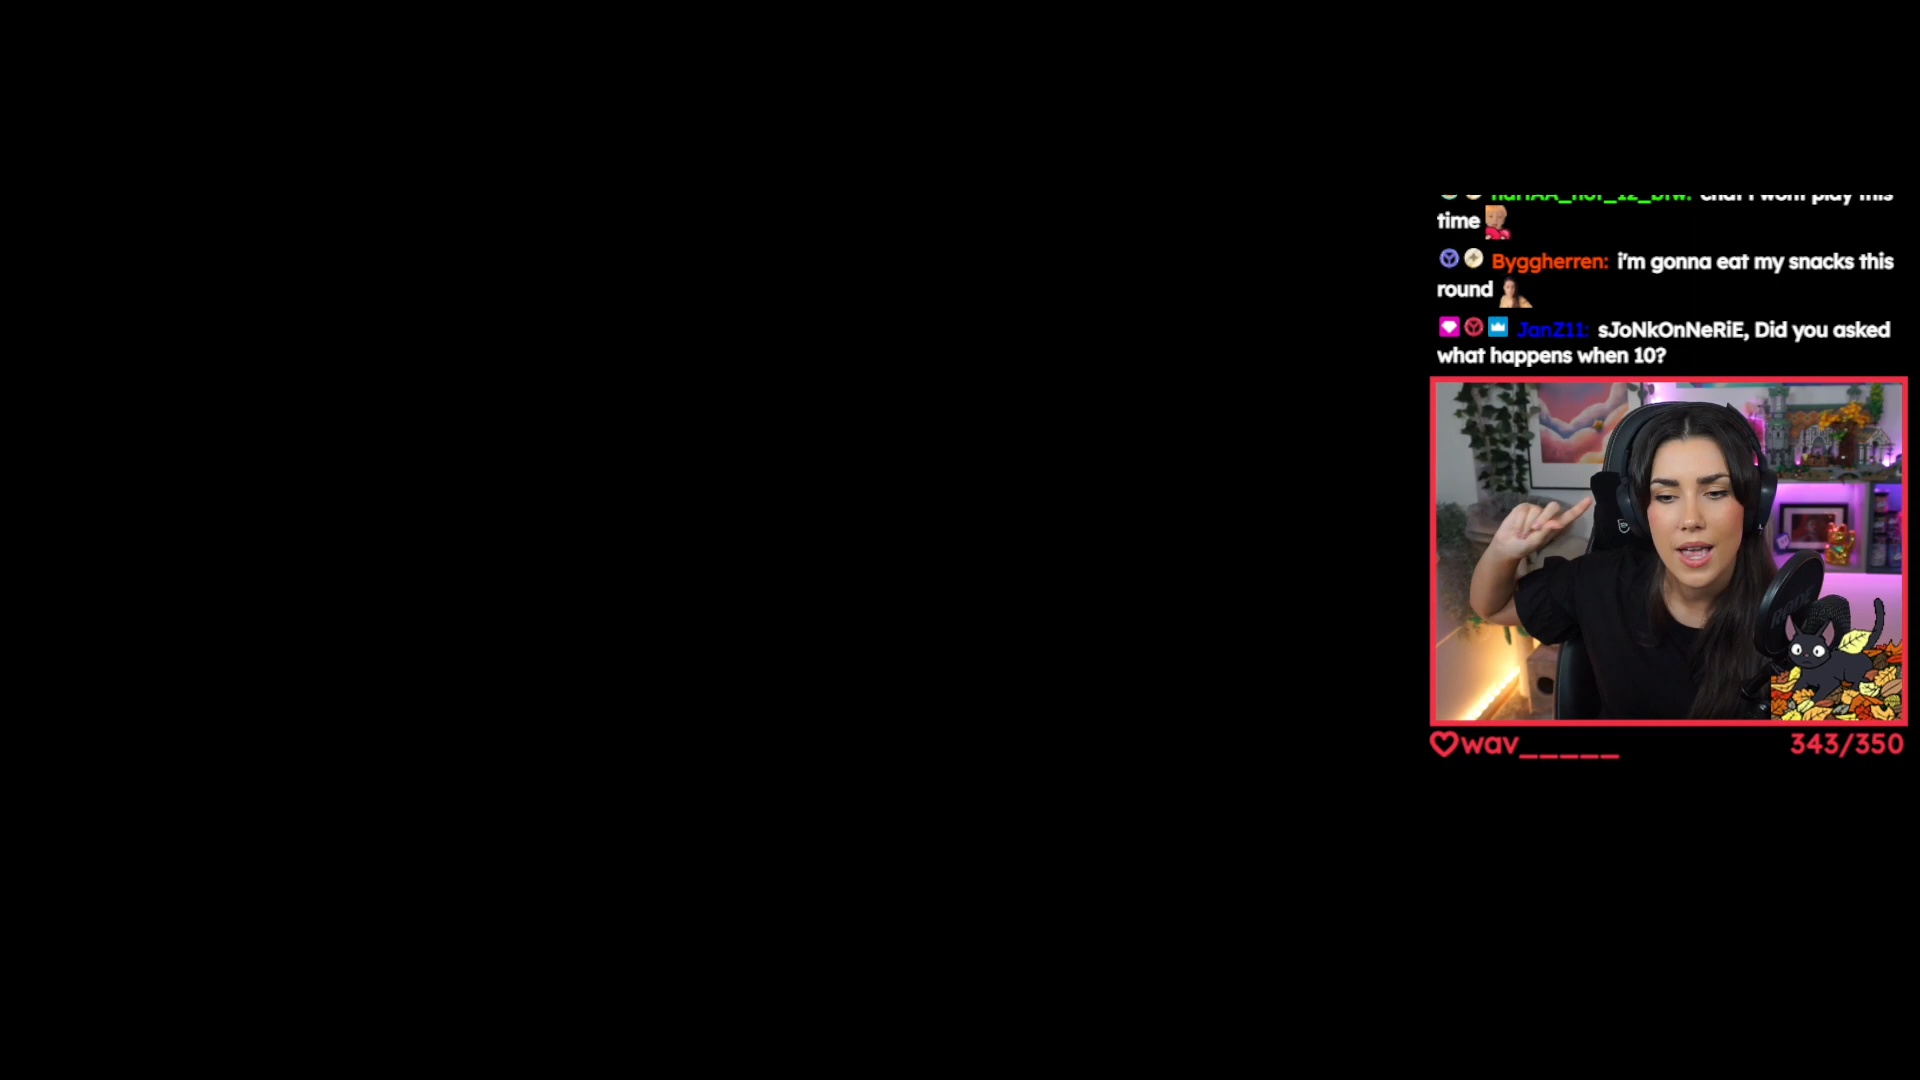 time
Byggherren: i'm gonna eat my snacks this
round
JanZ11: sJoNkOnNeRiE, Did you asked
what happens when 10?
wav_____ 343/350